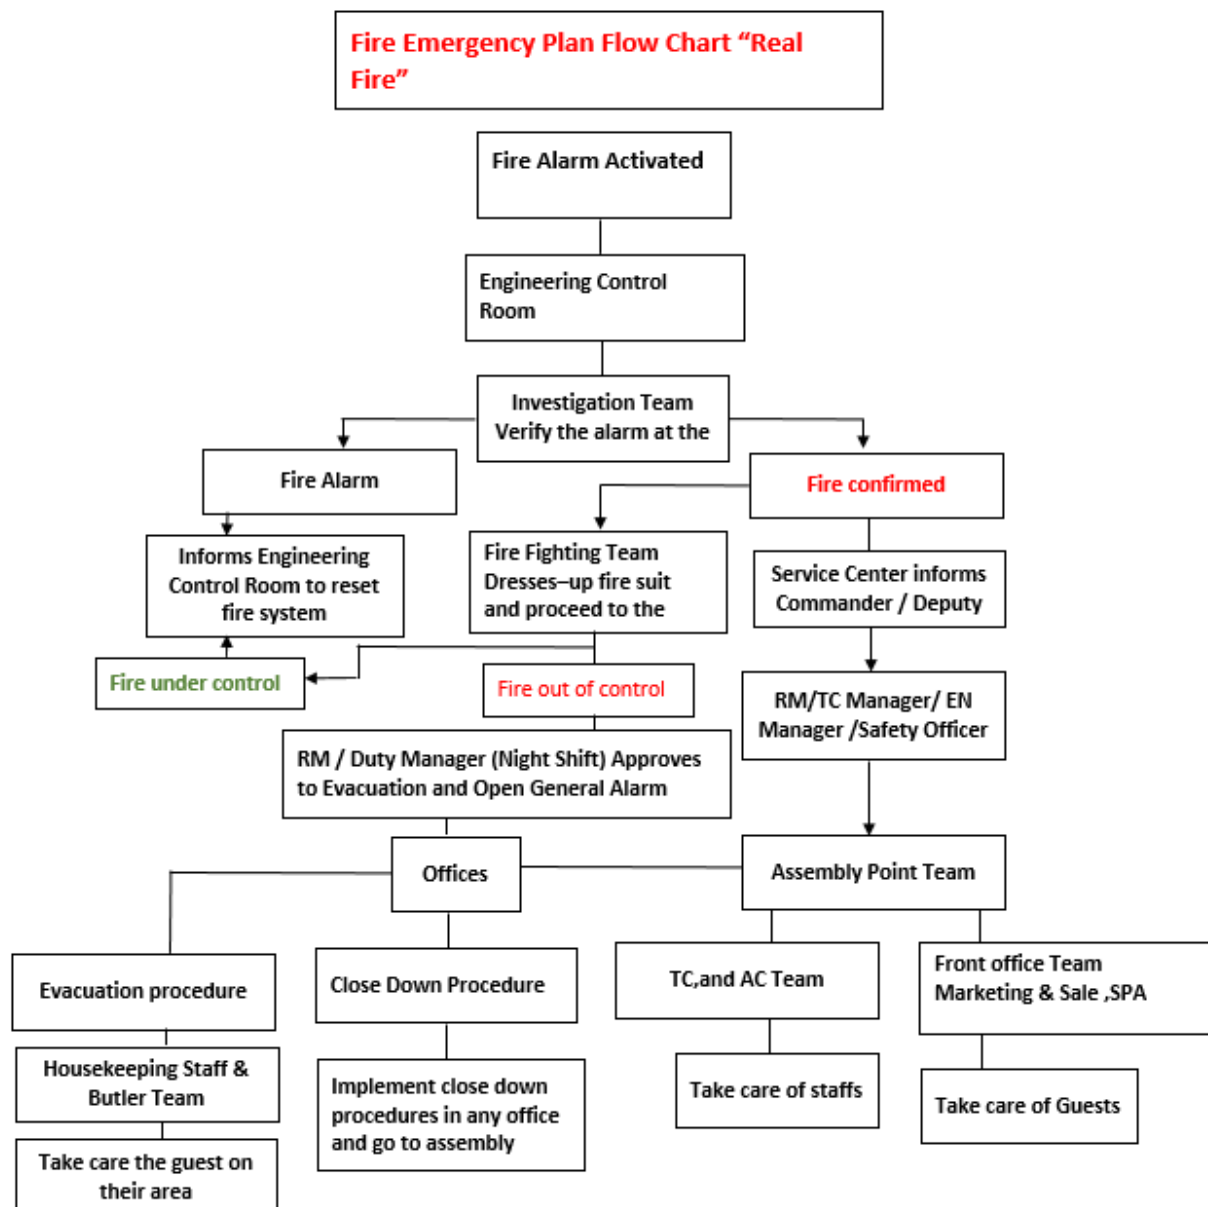 Fire Emergency Plan Flow Chart “Real
Fire”
Fire Alarm Activated
Engineering Control
Room
Investigation Team
Verify the alarm at the
Fire Alarm
Fire confirmed
Informs Engineering
Control Room to reset
fire system
Fire Fighting Team
Dresses–up fire suit
and proceed to the
Service Center informs
Commander / Deputy
Fire under control
Fire out of control
RM/TC Manager/ EN
Manager /Safety Officer
RM / Duty Manager (Night Shift) Approves
to Evacuation and Open General Alarm
Offices
Assembly Point Team
Evacuation procedure
Close Down Procedure
TC,and AC Team
Front office Team
Marketing & Sale ,SPA
Housekeeping Staff &
Butler Team
Implement close down
procedures in any office
and go to assembly
Take care of staffs
Take care of Guests
Take care the guest on
their area